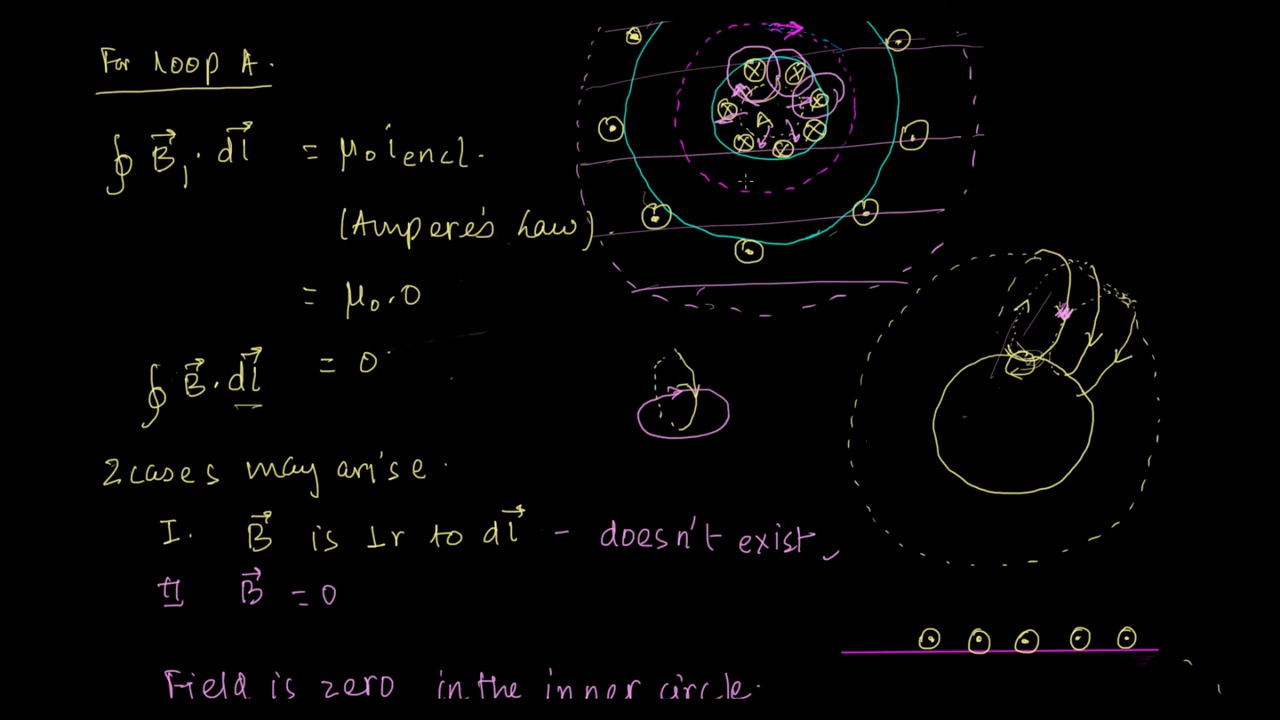 For Loop A.
∮ B⃗₁ · dl⃗ = μ₀ iencl.
(Ampere's Law).
= μ₀ . 0
∮ B⃗ · dl⃗ = 0
2 cases may arise.
I. B⃗ is ⊥r to dl⃗ - doesn't exist,
II B⃗ = 0
Field is zero in the inner circle.
A
A